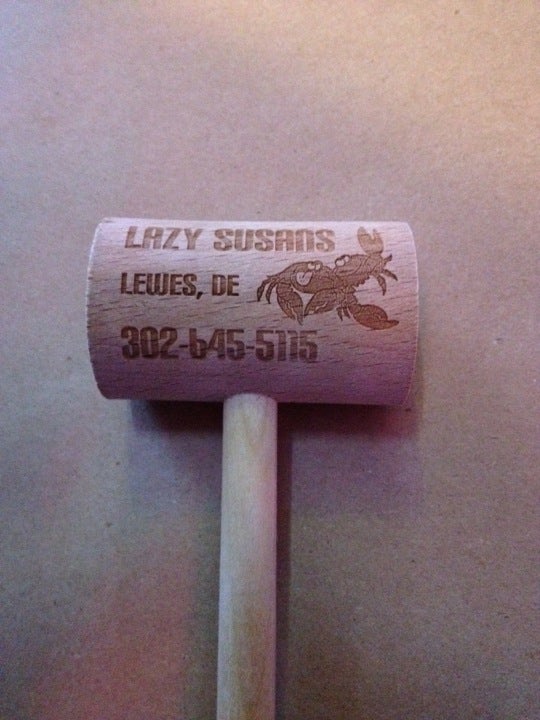 LAZY SUSANS
LEWES, DE
302-645-5115